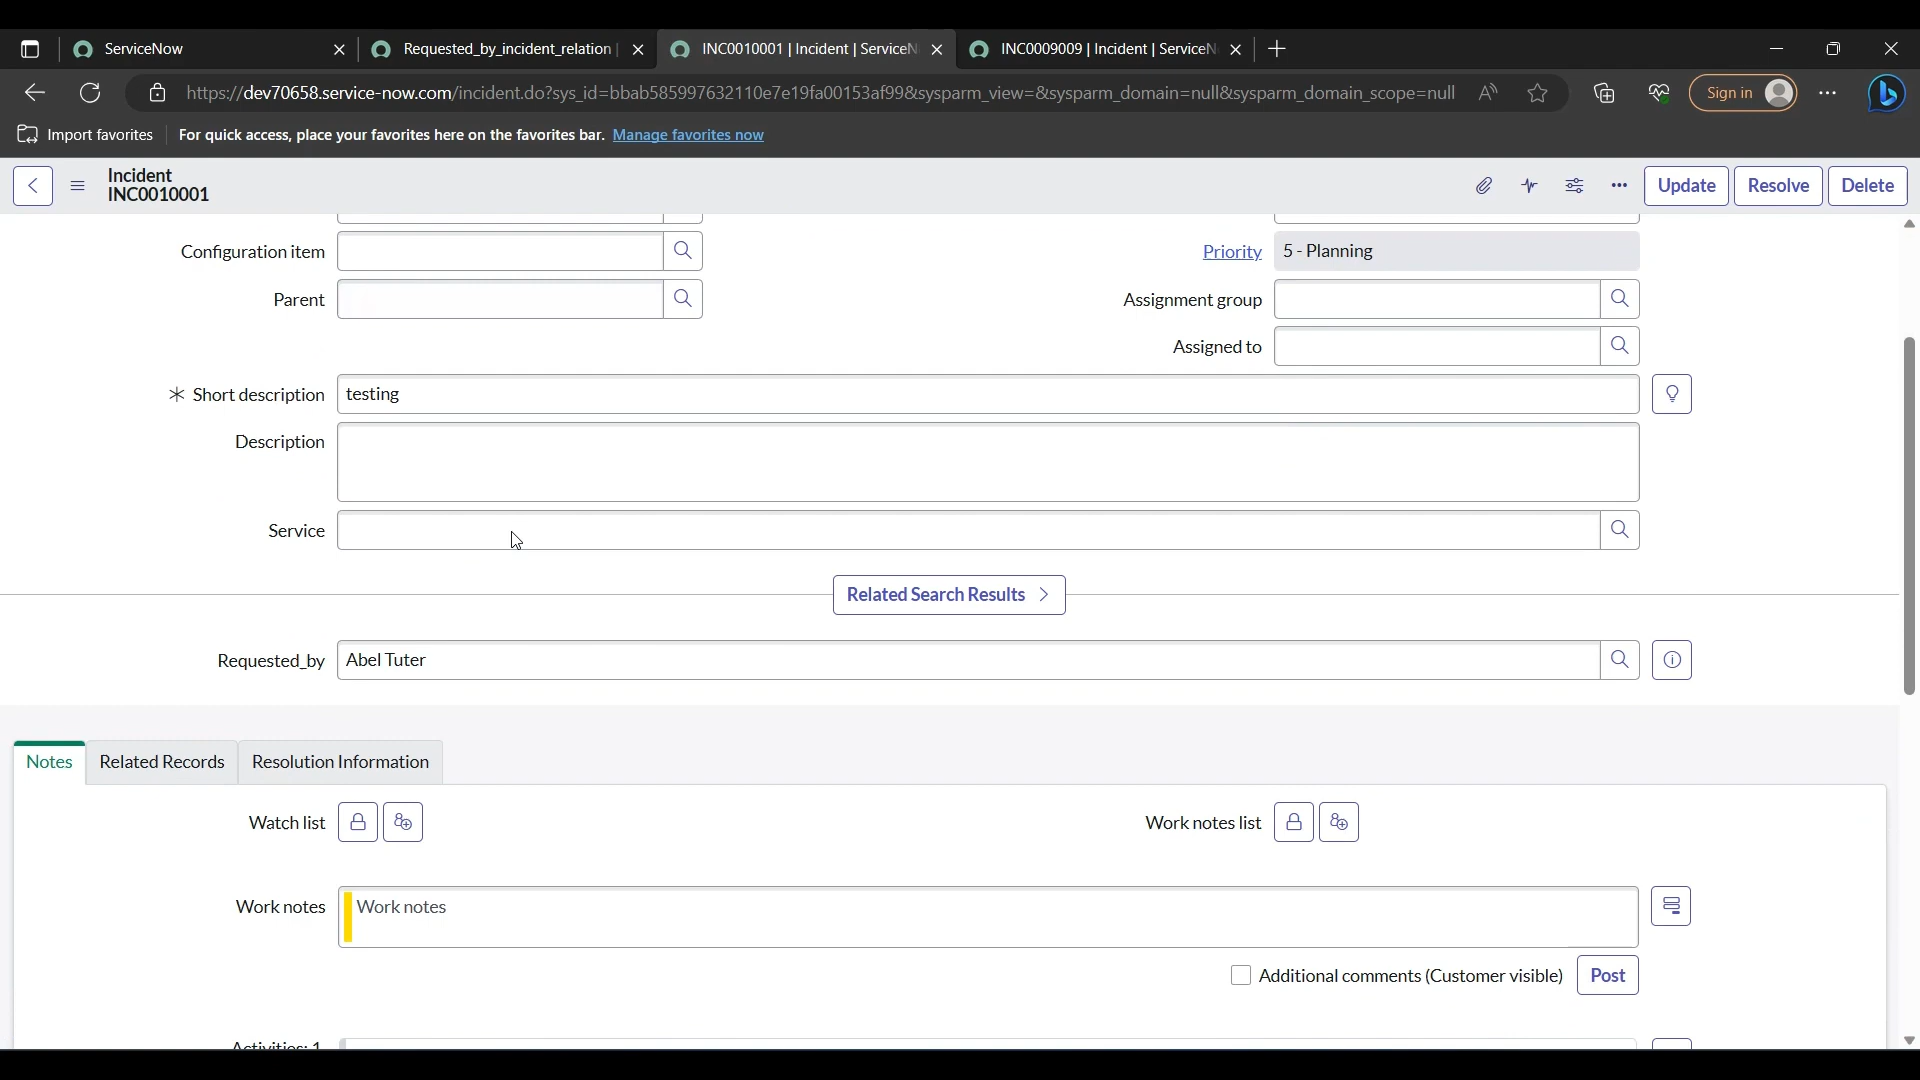 ServiceNow
Requested_by_incident_relation |
INC0010001 | Incident | ServiceN
INC0009009 | Incident | ServiceN
https://dev70658.service-now.com/incident.do?sys_id=bbab585997632110e7e19fa00153af99&sysparm_view=&sysparm_domain=null&sysparm_domain_scope=null
Sign in
Import favorites
For quick access, place your favorites here on the favorites bar. Manage favorites now
Incident
INC0010001
Update
Resolve
Delete
Configuration item
Priority
5 - Planning
Parent
Assignment group
Assigned to
Short description
testing
Description
Service
Related Search Results
Requested_by
Abel Tuter
Notes
Related Records
Resolution Information
Watch list
Work notes list
Work notes
Work notes
Additional comments (Customer visible)
Post
Activities: 1